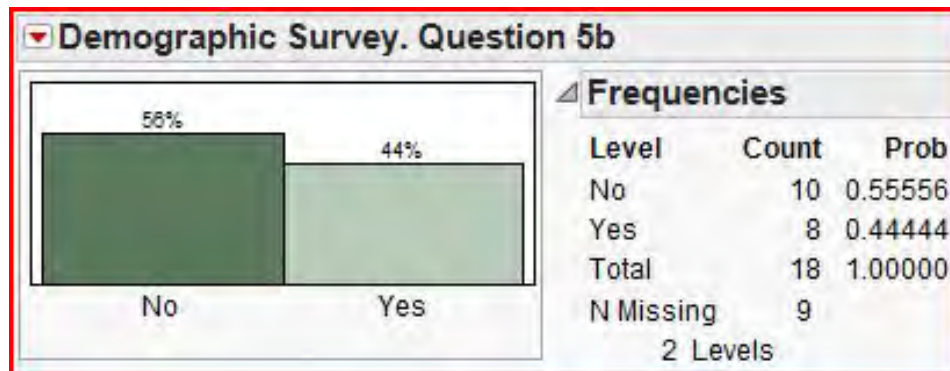 Demographic Survey. Question 5b
56%
44%
No Yes
Frequencies
Level Count Prob
No 10 0.55556
Yes 8 0.44444
Total 18 1.00000
N Missing 9
2 Levels